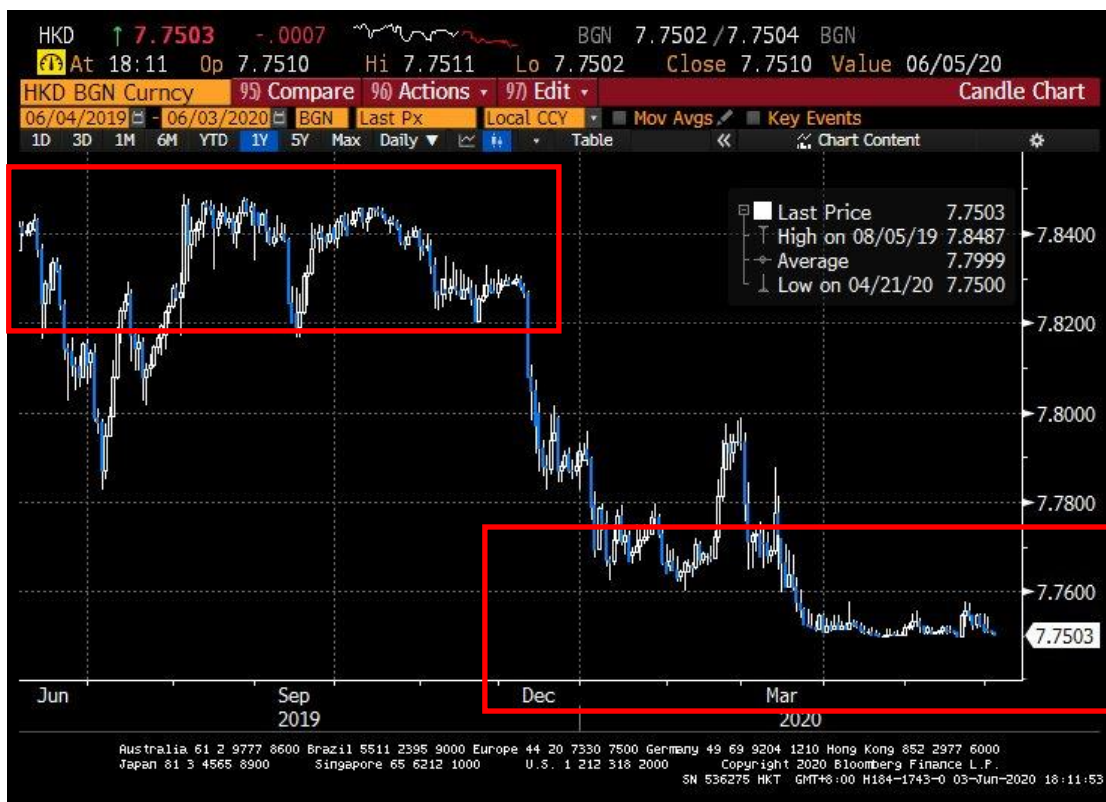 HKD ↑ 7.7503 -.0007 BGN 7.7502/7.7504 BGN
At 18:11 Op 7.7510 Hi 7.7511 Lo 7.7502 Close 7.7510 Value 06/05/20
HKD BGN Curncy 95) Compare 96) Actions 97) Edit Candle Chart
06/04/2019 - 06/03/2020 BGN Last Px Local CCY Mov Avgs Key Events
1D 3D 1M 6M YTD 1Y 5Y Max Daily ▼ Table « Chart Content
Last Price 7.7503
High on 08/05/19 7.8487
Average 7.7999
Low on 04/21/20 7.7500
7.8400
7.8200
7.8000
7.7800
7.7600
7.7503
Jun Sep Dec Mar
2019 2020
Australia 61 2 9777 8600 Brazil 5511 2395 9000 Europe 44 20 7330 7500 Germany 49 69 9204 1210 Hong Kong 852 2977 6000
Japan 81 3 4565 8900 Singapore 65 6212 1000 U.S. 1 212 318 2000 Copyright 2020 Bloomberg Finance L.P.
SN 536275 HKT GMT+8:00 H184-1743-0 03-Jun-2020 18:11:53